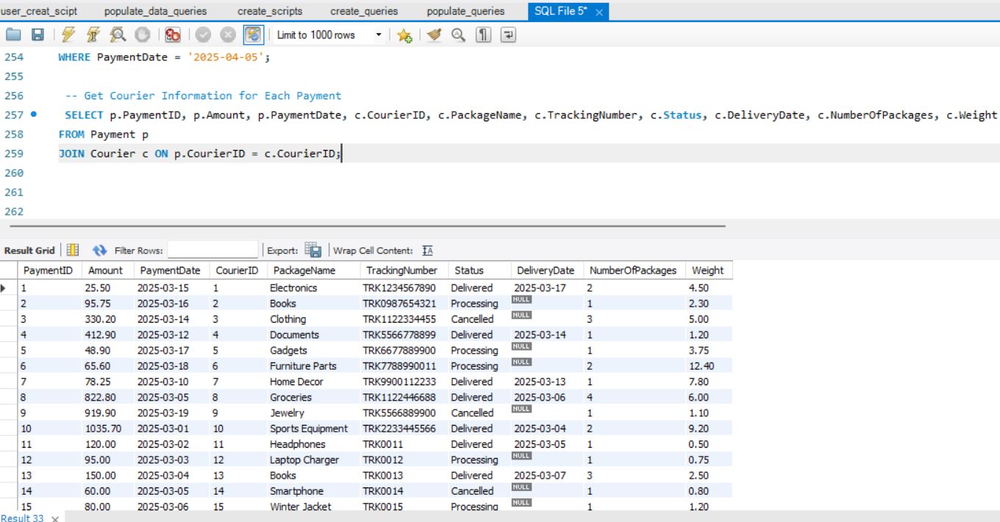 user_creat_scipt populate_data_queries create_scripts create_queries populate_queries SQL File 5*
Limit to 1000 rows
254 WHERE PaymentDate = '2025-04-05';
255
256 -- Get Courier Information for Each Payment
257 SELECT p.PaymentID, p.Amount, p.PaymentDate, c.CourierID, c.PackageName, c.TrackingNumber, c.Status, c.DeliveryDate, c.NumberOfPackages, c.Weight
258 FROM Payment p
259 JOIN Courier c ON p.CourierID = c.CourierID;
260
261
262
Result Grid Filter Rows: Export: Wrap Cell Content:
PaymentID Amount PaymentDate CourierID PackageName TrackingNumber Status DeliveryDate NumberOfPackages Weight
1 25.50 2025-03-15 1 Electronics TRK1234567890 Delivered 2025-03-17 2 4.50
2 95.75 2025-03-16 2 Books TRK0987654321 Processing NULL 1 2.30
3 330.20 2025-03-14 3 Clothing TRK1122334455 Cancelled NULL 3 5.00
4 412.90 2025-03-12 4 Documents TRK5566778899 Delivered 2025-03-14 1 1.20
5 48.90 2025-03-17 5 Gadgets TRK6677889900 Processing NULL 1 3.75
6 65.60 2025-03-18 6 Furniture Parts TRK7788990011 Processing NULL 2 12.40
7 78.25 2025-03-10 7 Home Decor TRK9900112233 Delivered 2025-03-13 1 7.80
8 822.80 2025-03-05 8 Groceries TRK1122446688 Delivered 2025-03-06 4 6.00
9 919.90 2025-03-19 9 Jewelry TRK5566889900 Cancelled NULL 1 1.10
10 1035.70 2025-03-01 10 Sports Equipment TRK2233445566 Delivered 2025-03-04 2 9.20
11 120.00 2025-03-02 11 Headphones TRK0011 Delivered 2025-03-05 1 0.50
12 95.00 2025-03-03 12 Laptop Charger TRK0012 Processing NULL 1 0.75
13 150.00 2025-03-04 13 Books TRK0013 Delivered 2025-03-07 3 2.50
14 60.00 2025-03-05 14 Smartphone TRK0014 Cancelled NULL 1 0.80
15 80.00 2025-03-06 15 Winter Jacket TRK0015 Processing NULL 1 1.20
Result 33